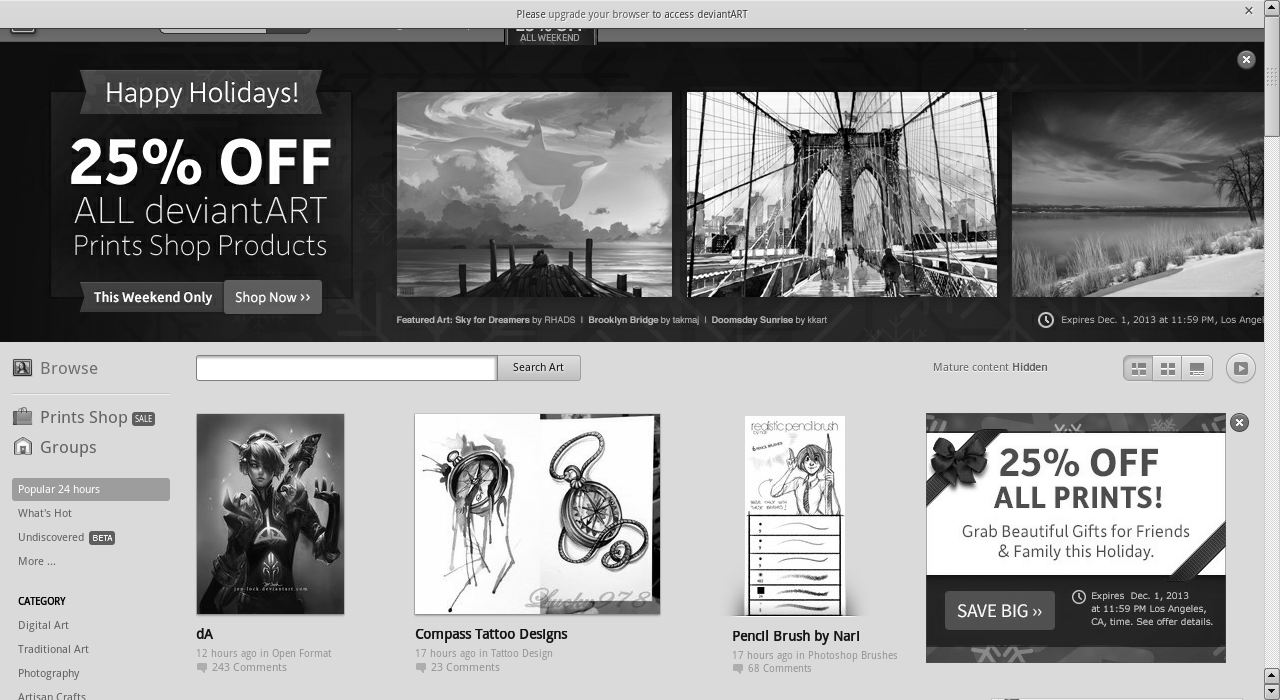 Please upgrade your browser to access deviantART
ALL WEEKEND
Happy Holidays!
25% OFF
ALL deviantART
Prints Shop Products
This Weekend Only
Shop Now ››
Featured Art: Sky for Dreamers by RHADS | Brooklyn Bridge by takmaj | Doomsday Sunrise by kkart
Expires Dec. 1, 2013 at 11:59 PM, Los Angel
Browse
Search Art
Mature content Hidden
Prints Shop SALE
Groups
Popular 24 hours
What's Hot
Undiscovered BETA
More ...
CATEGORY
Digital Art
Traditional Art
Photography
Artisan Crafts
dA
12 hours ago in Open Format
243 Comments
Compass Tattoo Designs
17 hours ago in Tattoo Design
23 Comments
realistic pencil brush
Pencil Brush by Nari
17 hours ago in Photoshop Brushes
68 Comments
25% OFF
ALL PRINTS!
Grab Beautiful Gifts for Friends
& Family this Holiday.
SAVE BIG ››
Expires Dec. 1, 2013
at 11:59 PM Los Angeles,
CA, time. See offer details.